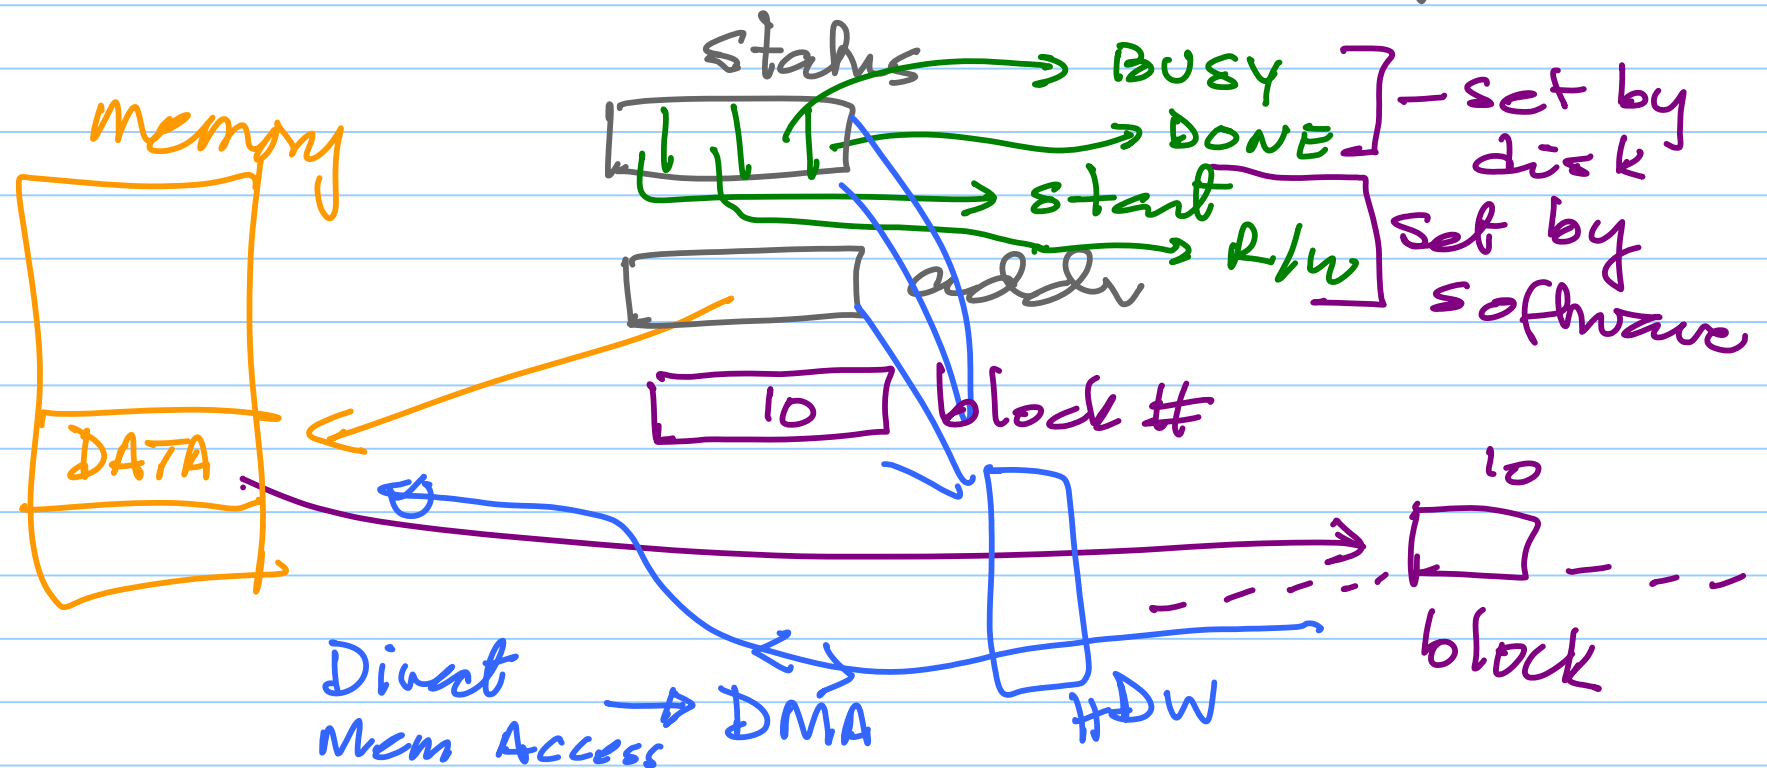 status
BUSY
DONE
- set by
disk
Memory
start
R/W
set by
software
addr
10
block #
DATA
10
block
Direct
Mem Access
→ DMA
HDW